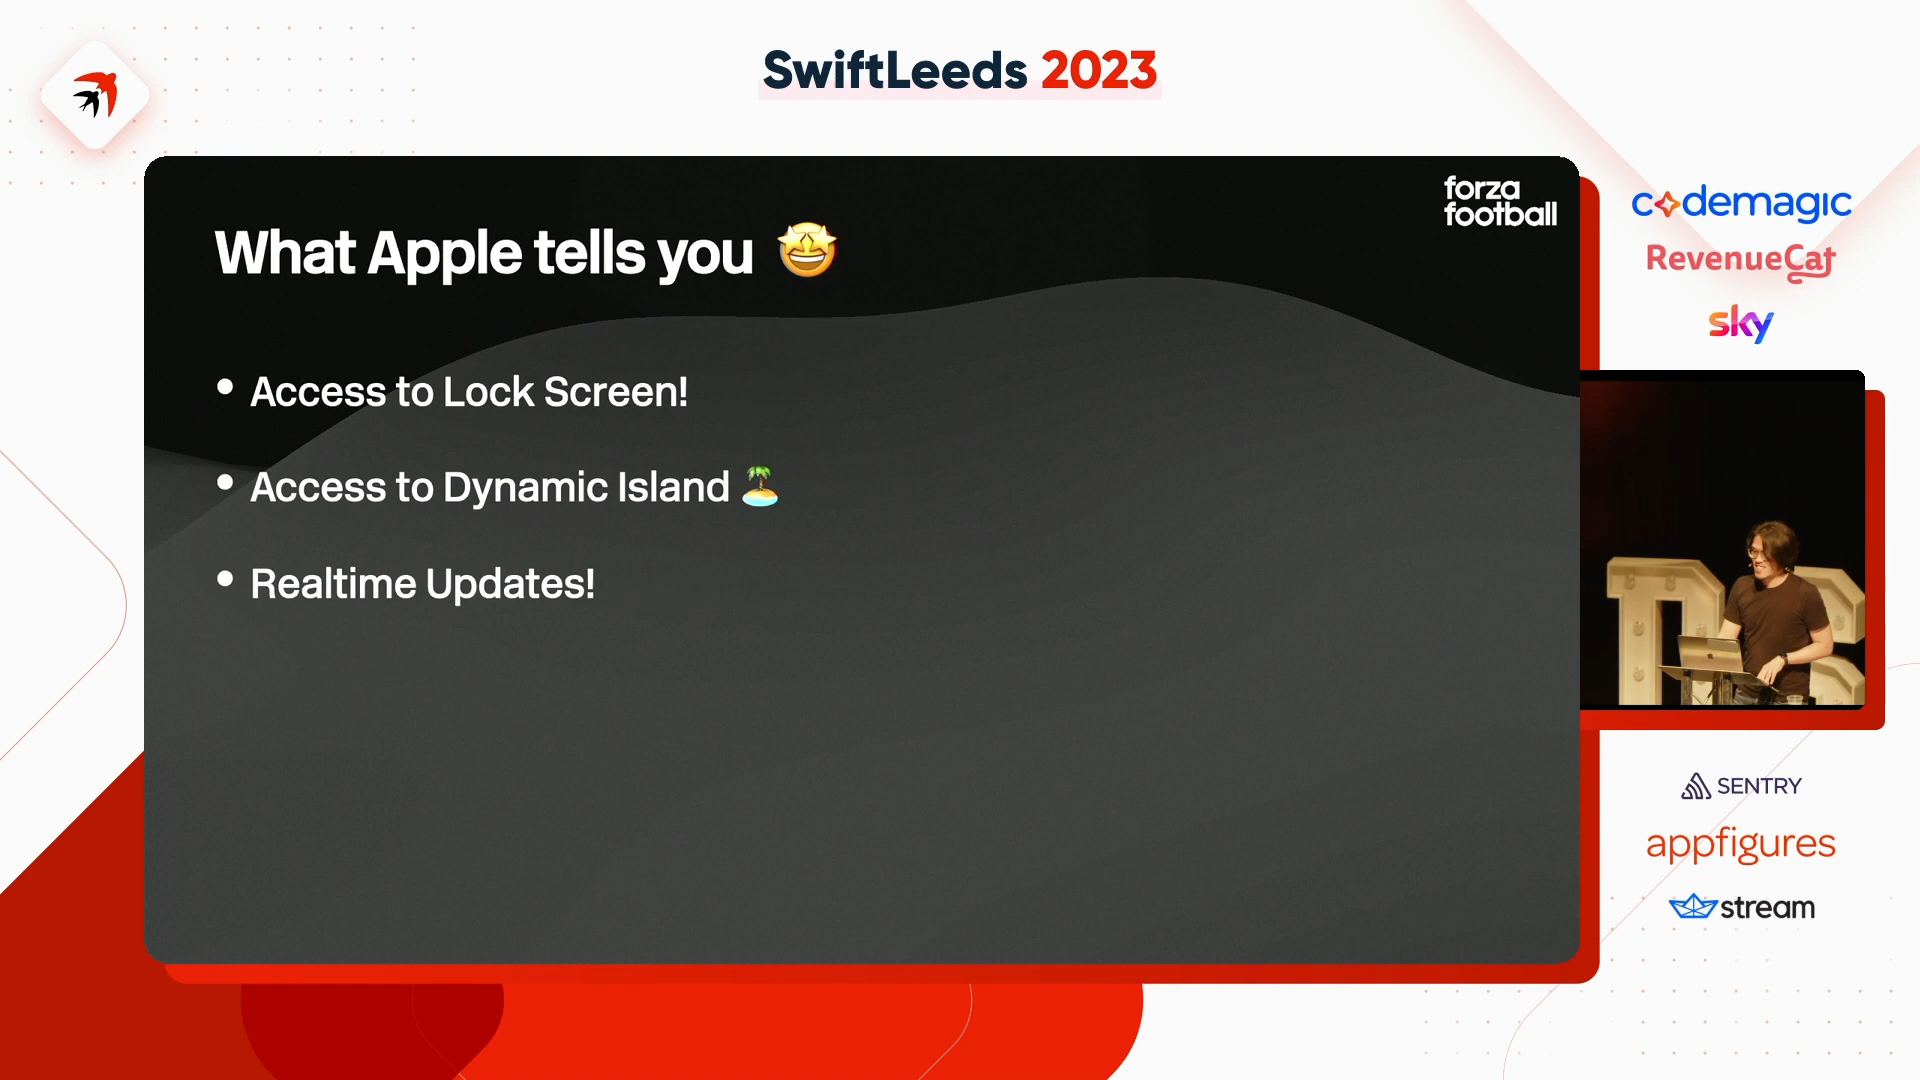 SwiftLeeds 2023
forza
football
What Apple tells you 🤩
• Access to Lock Screen!
• Access to Dynamic Island 🏝️
• Realtime Updates!
codemagic
RevenueCat
sky
SENTRY
appfigures
stream